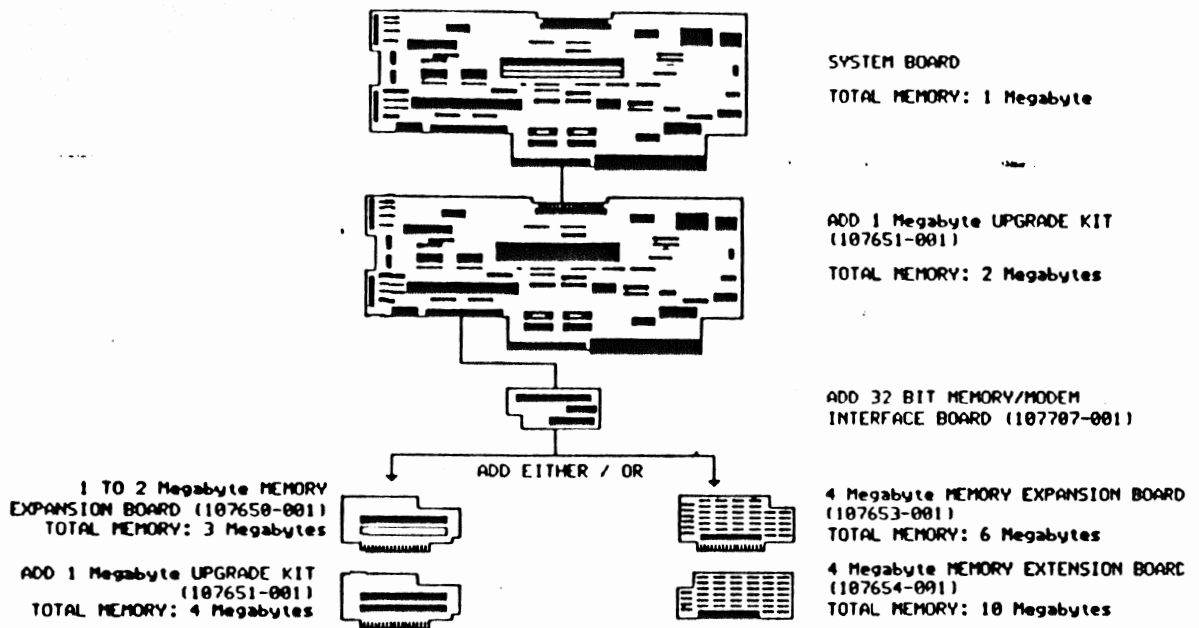 SYSTEM BOARD
TOTAL MEMORY: 1 Megabyte
ADD 1 Megabyte UPGRADE KIT
(107651-001)
TOTAL MEMORY: 2 Megabytes
ADD 32 BIT MEMORY/MODEM
INTERFACE BOARD (107707-001)
ADD EITHER / OR
1 TO 2 Megabyte MEMORY
EXPANSION BOARD (107650-001)
TOTAL MEMORY: 3 Megabytes
ADD 1 Megabyte UPGRADE KIT
(107651-001)
TOTAL MEMORY: 4 Megabytes
4 Megabyte MEMORY EXPANSION BOARD
(107653-001)
TOTAL MEMORY: 6 Megabytes
4 Megabyte MEMORY EXTENSION BOARD
(107654-001)
TOTAL MEMORY: 10 Megabytes